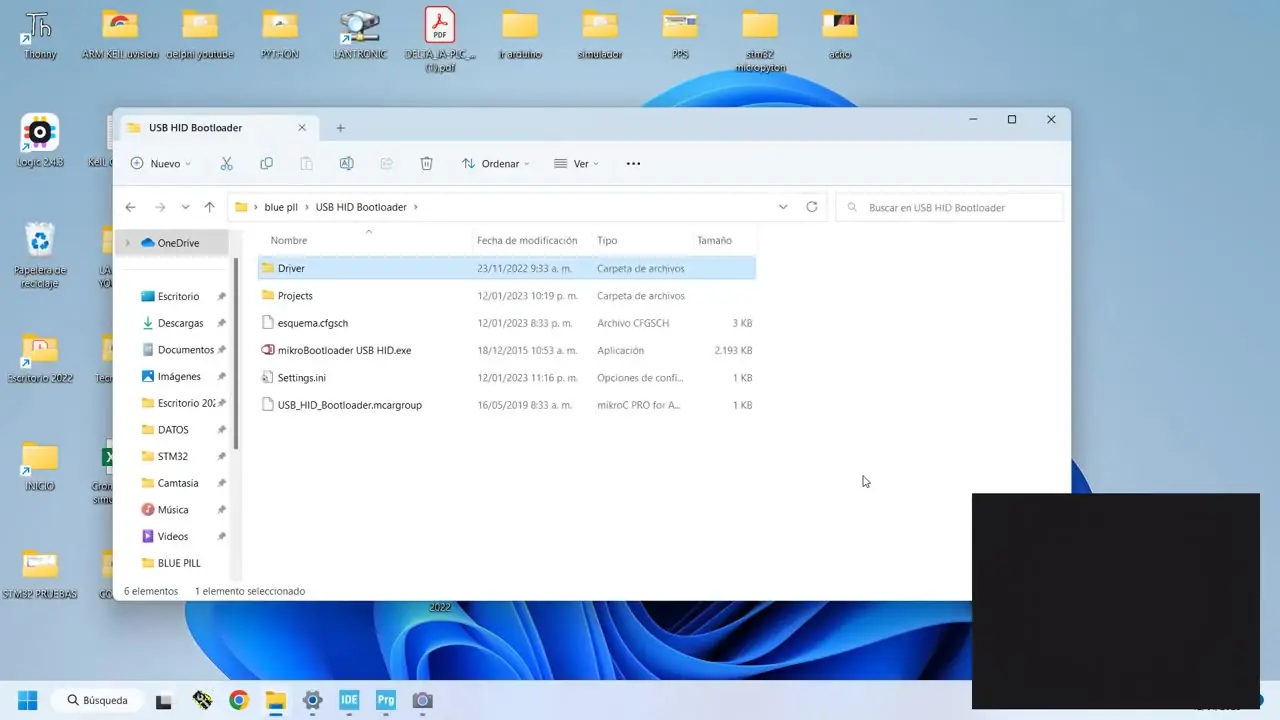 Thonny
ARM KEIL uvision
delphi youtube
PYTHON
LANTRONIC
DELTA_IA-PLC_...
(1).pdf
PDF
ir arduino
simulador
PPS
stm32
micropyton
acho
Logic 2.4.3
Papelera de
reciclaje
Escritorio 2022
INICIO
STM32 PRUEBAS
USB HID Bootloader
Nuevo
Ordenar
Ver
blue pll
USB HID Bootloader
Buscar en USB HID Bootloader
OneDrive
Escritorio
Descargas
Documentos
Imágenes
Escritorio 202
DATOS
STM32
Camtasia
Música
Videos
BLUE PILL
Nombre Fecha de modificación Tipo Tamaño
Driver 23/11/2022 9:33 a. m. Carpeta de archivos
Projects 12/01/2023 10:19 p. m. Carpeta de archivos
esquema.cfgsch 12/01/2023 8:33 p. m. Archivo CFGSCH 3 KB
mikroBootloader USB HID.exe 18/12/2015 10:53 a. m. Aplicación 2.193 KB
Settings.ini 12/01/2023 11:16 p. m. Opciones de confi... 1 KB
USB_HID_Bootloader.mcargroup 16/05/2019 8:33 a. m. mikroC PRO for A... 1 KB
6 elementos 1 elemento seleccionado
2022
Búsqueda
IDE
Prg